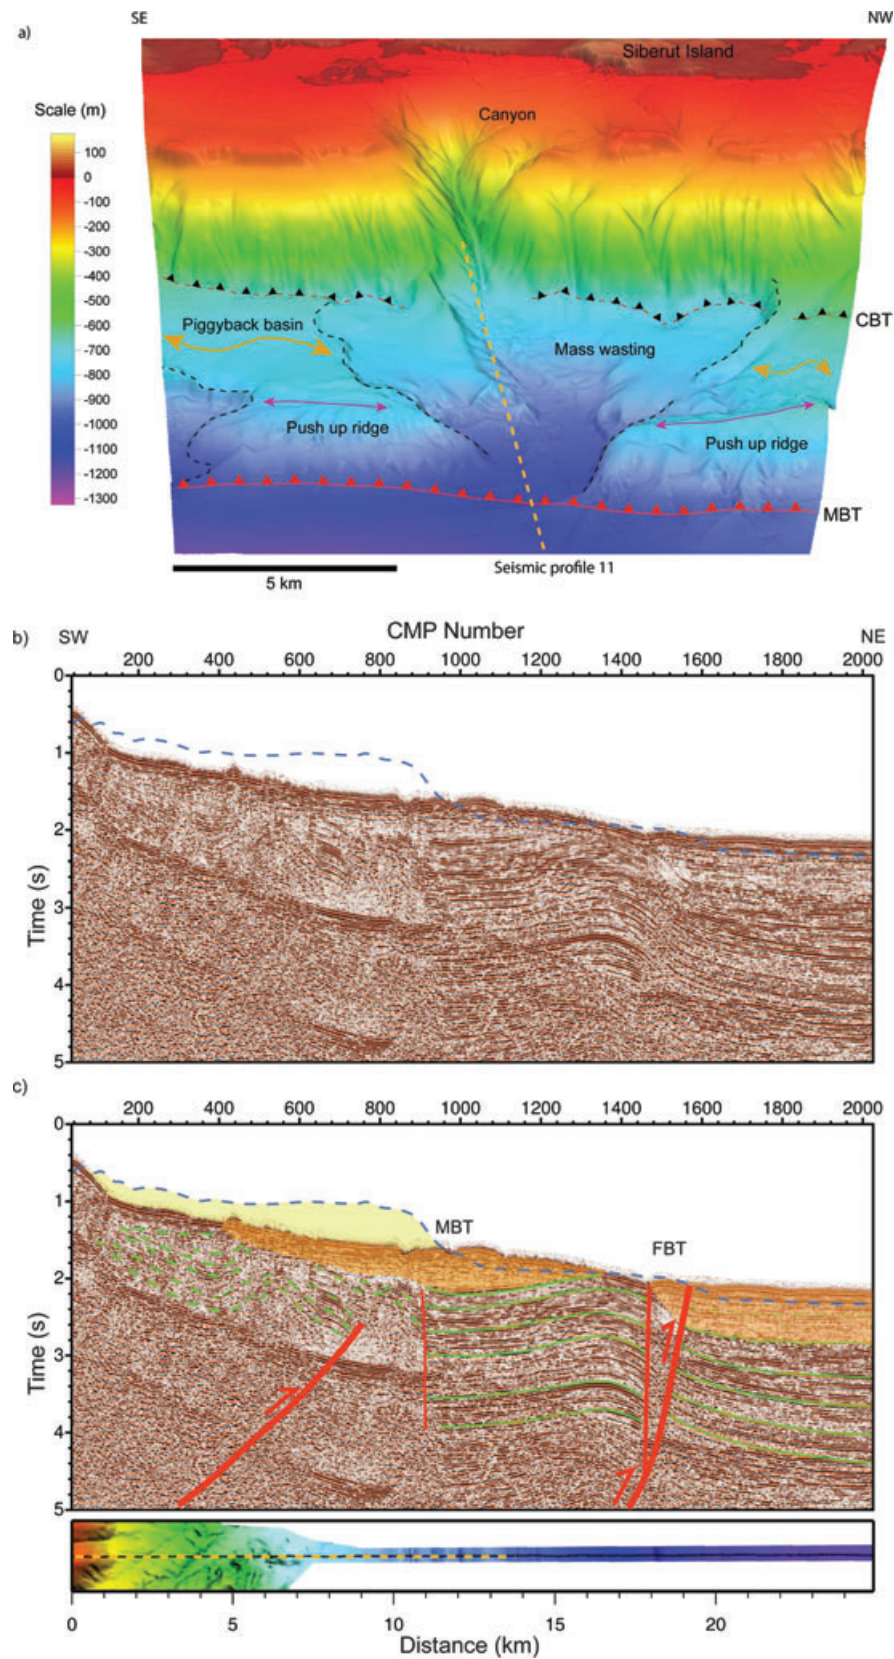 SE NW
a)
Siberut Island
Scale (m)
Canyon
100
0
-100
-200
-300
-400
-500
-600
-700
-800
-900
-1000
-1100
-1200
-1300
CBT
Piggyback basin
Mass wasting
Push up ridge
Push up ridge
MBT
5 km
Seismic profile 11
b) SW CMP Number NE
200 400 600 800 1000 1200 1400 1600 1800 2000
0
1
2
3
4
5
Time (s)
c)
200 400 600 800 1000 1200 1400 1600 1800 2000
0
1
2
3
4
5
Time (s)
MBT
FBT
0 5 10 15 20
Distance (km)